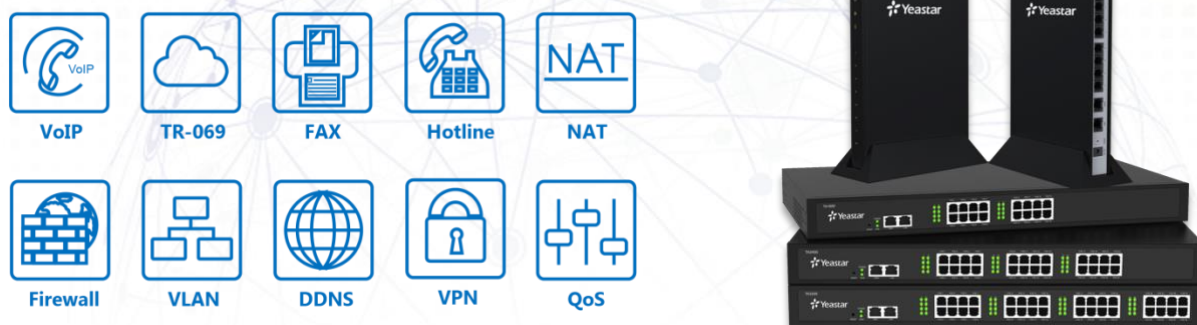 VoIP
VoIP
TR-069
FAX
Hotline
NAT
NAT
Firewall
VLAN
DDNS
VPN
QoS
Yeastar
Yeastar
Yeastar
Yeastar
Yeastar